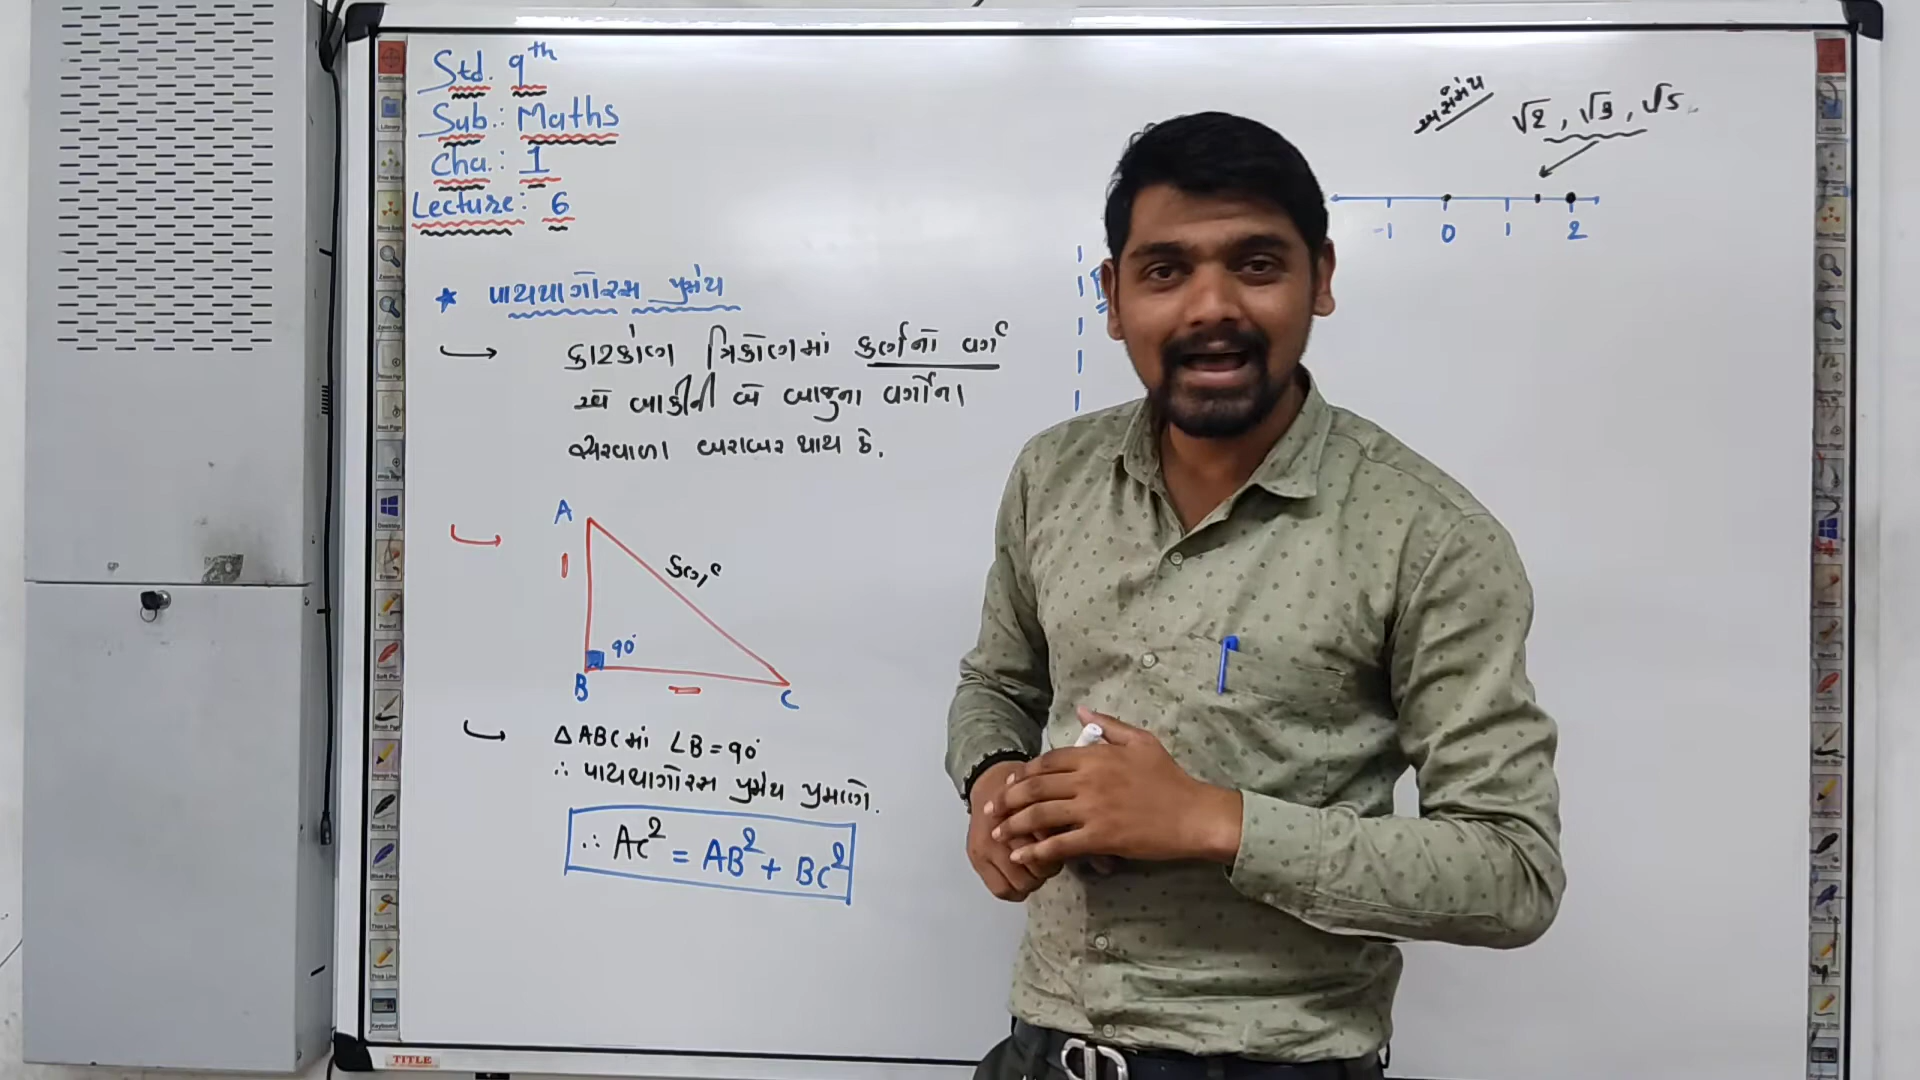 Std. 9th
Sub.: Maths
Cha.: 1
Lecture: 6
* પાયથાગોરસ પ્રમેય
કાટકોણ ત્રિકોણમાં કર્ણનો વર્ગ
એ બાકીની બે બાજુના વર્ગોના
સરવાળા બરાબર થાય છે.
A
કર્ણ
90°
B
C
△ABCમાં ∠B = 90°
∴ પાયથાગોરસ પ્રમેય પ્રમાણે.
∴ AC² = AB² + BC²
અસંમેય
√2, √3, √5
-1 0 1 2
TITLE